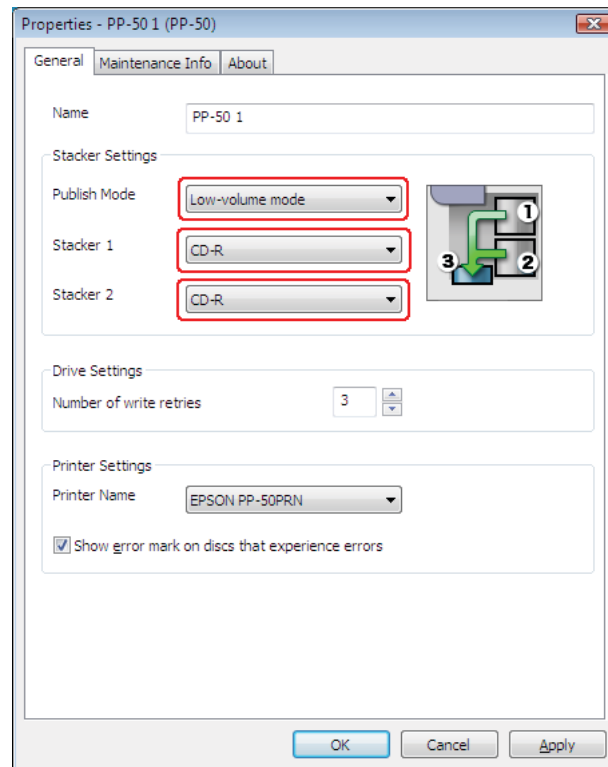 Properties - PP-50 1 (PP-50)
General Maintenance Info About
Name PP-50 1
Stacker Settings
Publish Mode Low-volume mode
Stacker 1 CD-R
Stacker 2 CD-R
1
3 2
Drive Settings
Number of write retries 3
Printer Settings
Printer Name EPSON PP-50PRN
Show error mark on discs that experience errors
OK Cancel Apply